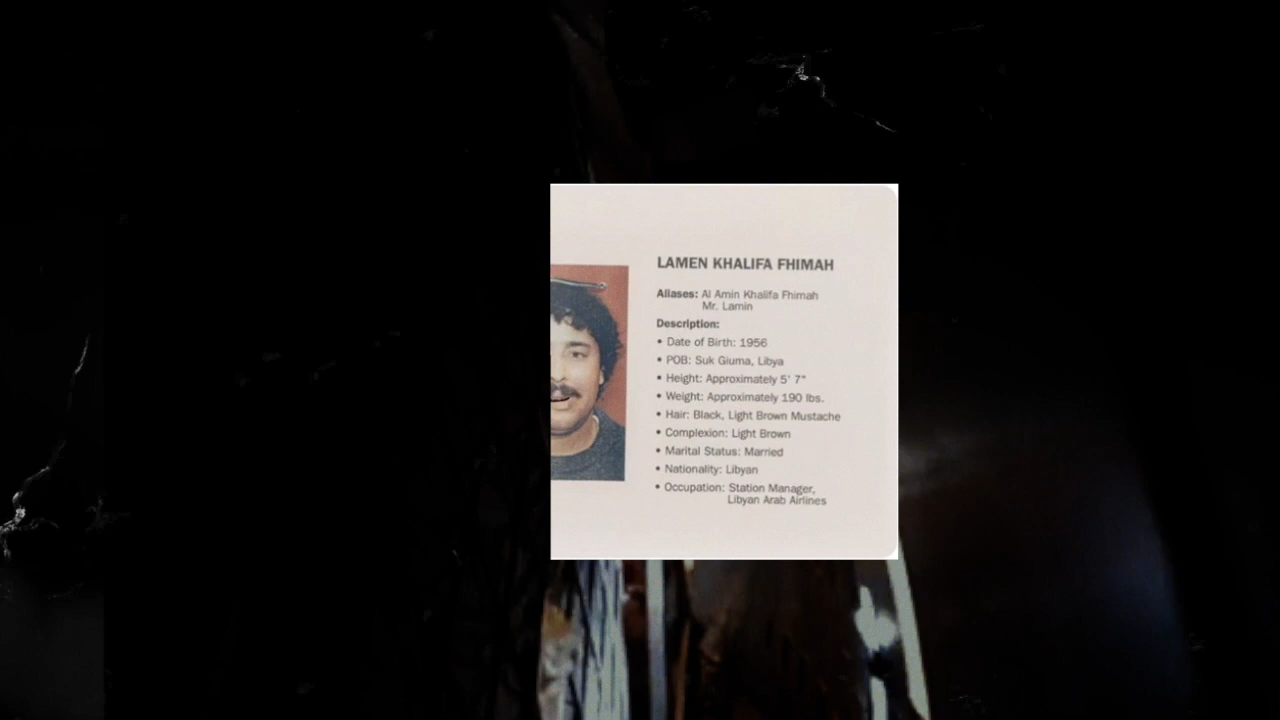 LAMEN KHALIFA FHIMAH
Aliases: Al Amin Khalifa Fhimah
Mr. Lamin
Description:
• Date of Birth: 1956
• POB: Suk Giuma, Libya
• Height: Approximately 5' 7"
• Weight: Approximately 190 lbs.
• Hair: Black, Light Brown Mustache
• Complexion: Light Brown
• Marital Status: Married
• Nationality: Libyan
• Occupation: Station Manager,
Libyan Arab Airlines